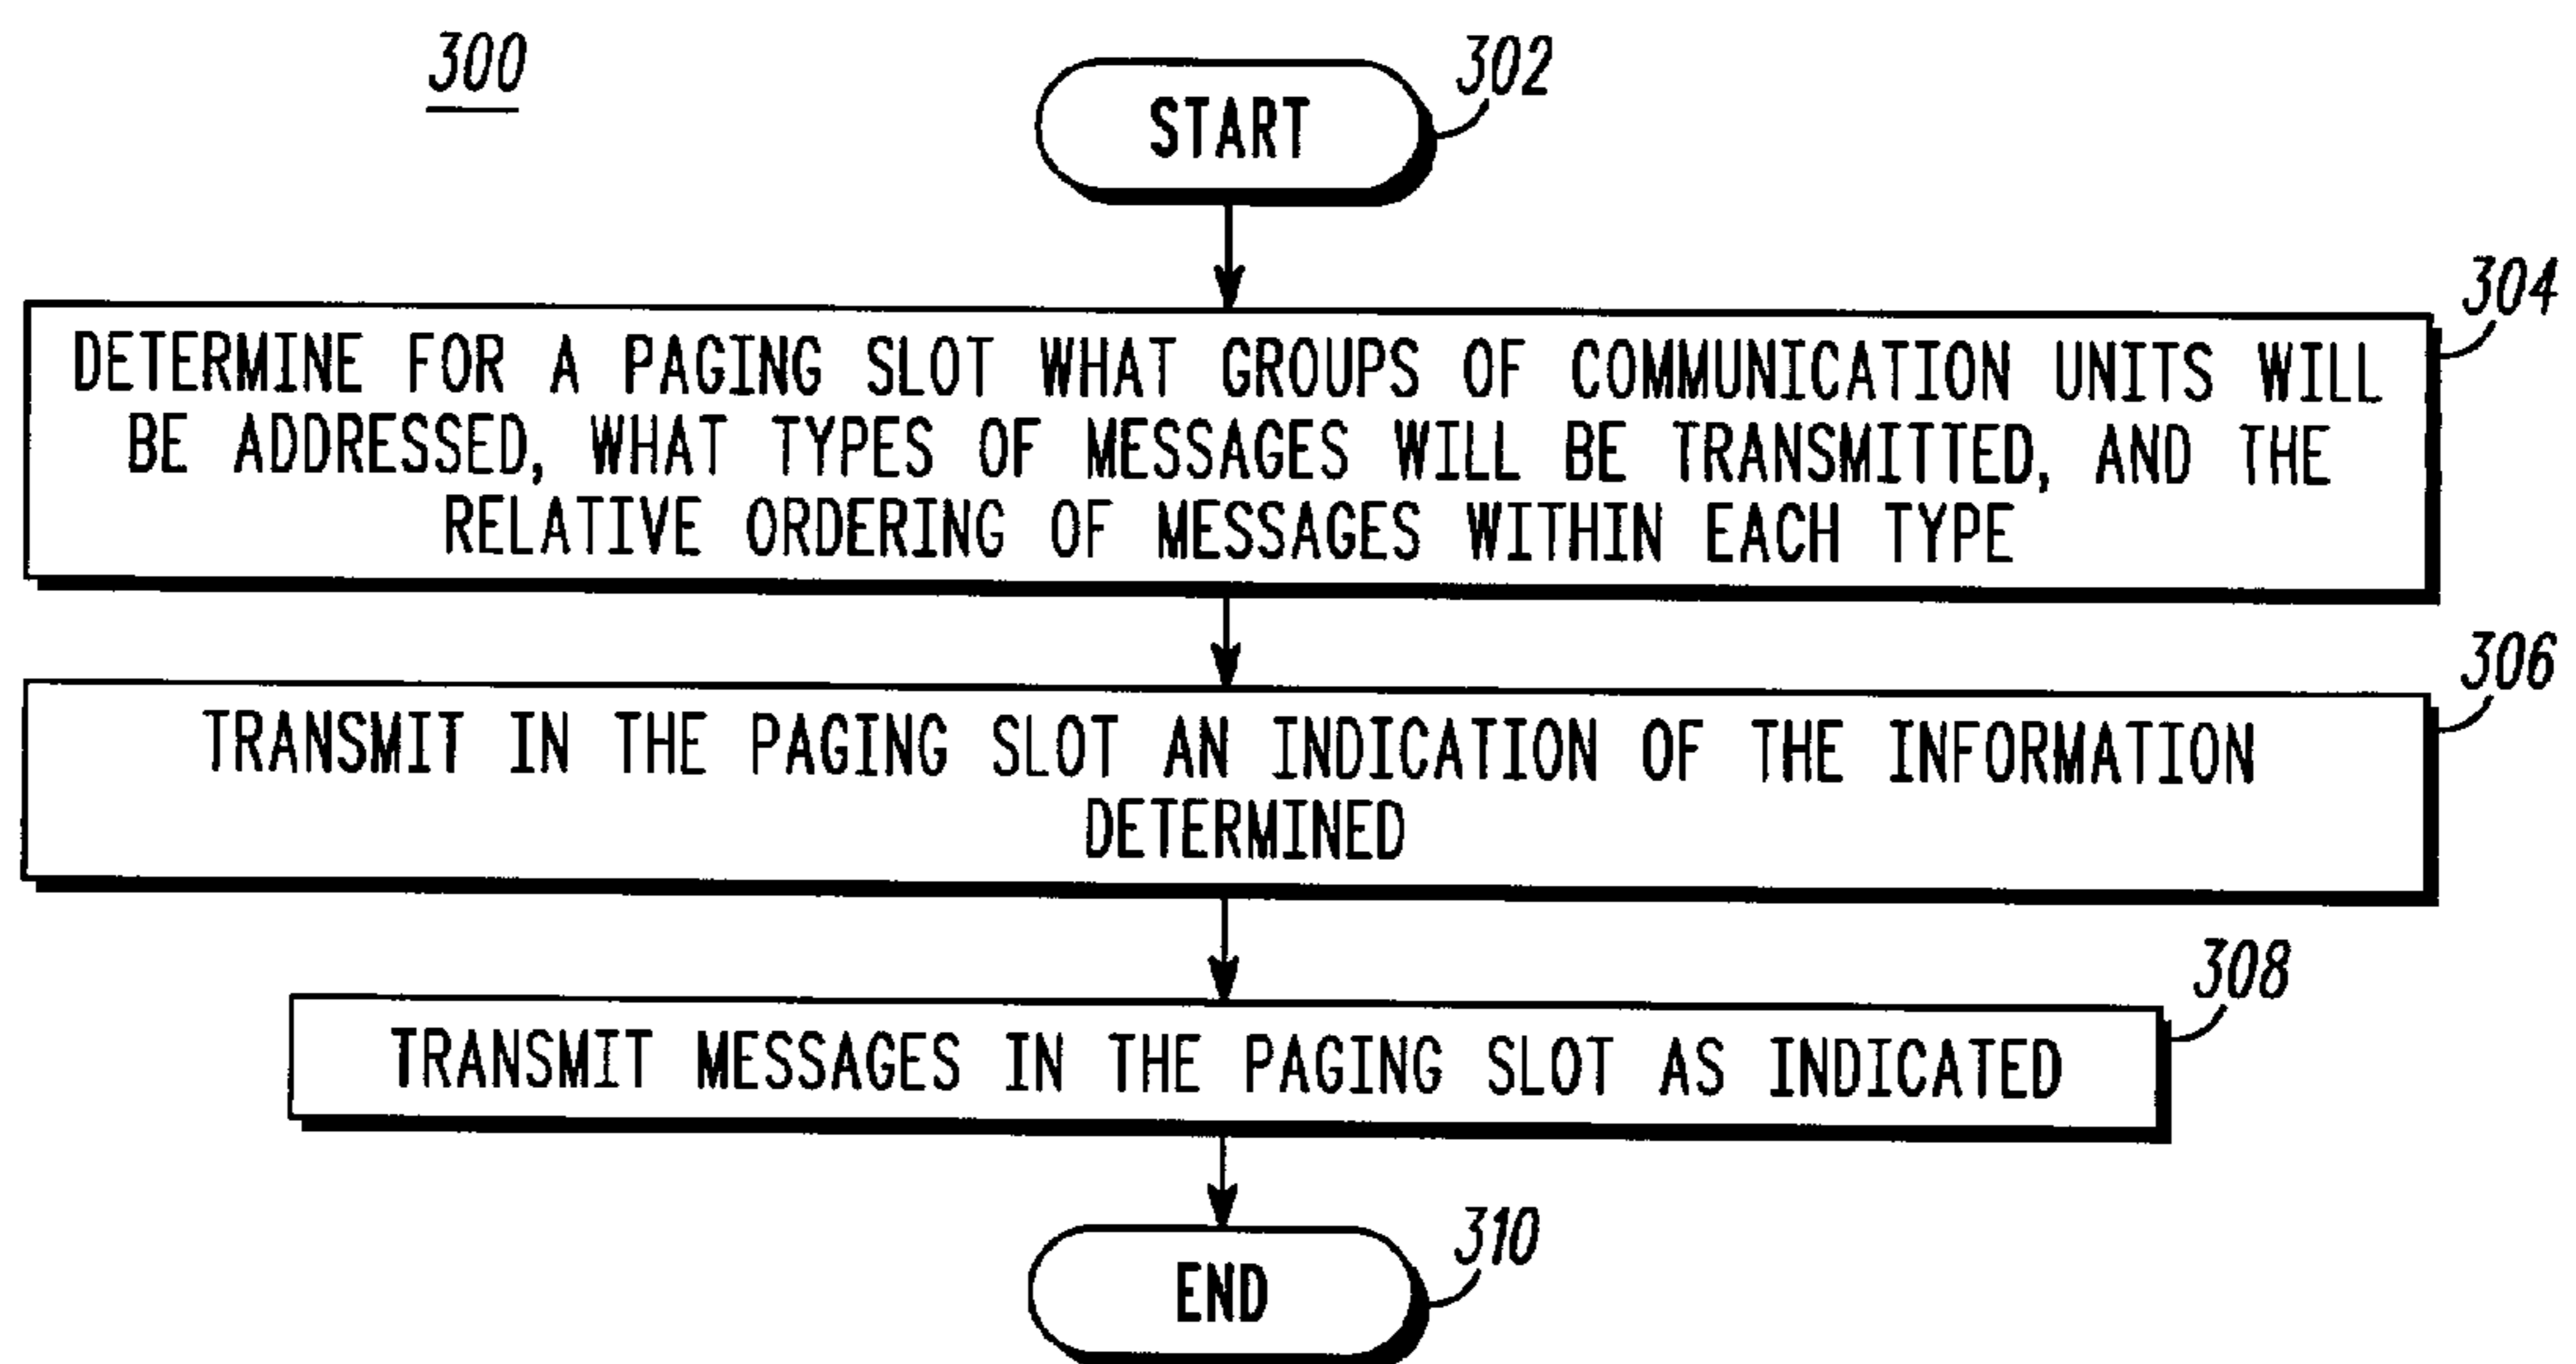 300
302
START
304
DETERMINE FOR A PAGING SLOT WHAT GROUPS OF COMMUNICATION UNITS WILL
BE ADDRESSED, WHAT TYPES OF MESSAGES WILL BE TRANSMITTED, AND THE
RELATIVE ORDERING OF MESSAGES WITHIN EACH TYPE
306
TRANSMIT IN THE PAGING SLOT AN INDICATION OF THE INFORMATION
DETERMINED
308
TRANSMIT MESSAGES IN THE PAGING SLOT AS INDICATED
310
END